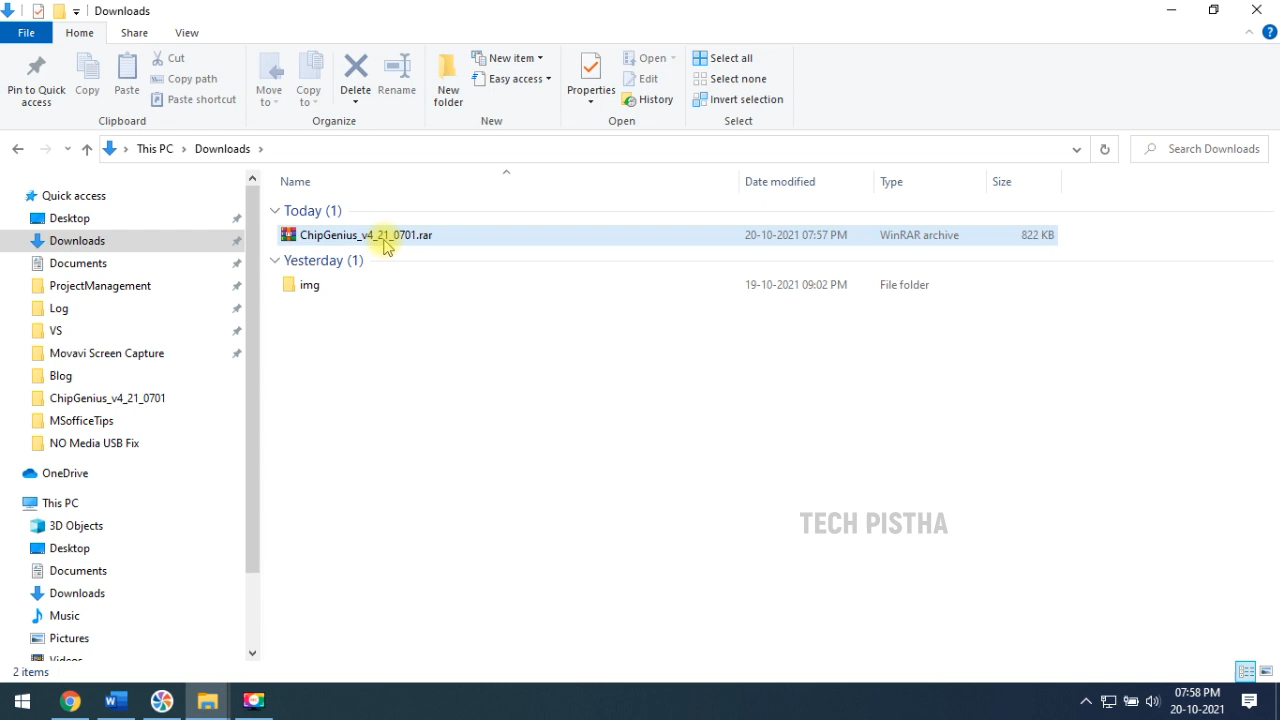 Downloads
File
Home
Share
View
Pin to Quick access
Copy
Paste
Cut
Copy path
Paste shortcut
Clipboard
Move to
Copy to
Delete
Rename
Organize
New folder
New item
Easy access
New
Properties
Open
Edit
History
Open
Select all
Select none
Invert selection
Select
This PC
Downloads
Search Downloads
Quick access
Desktop
Downloads
Documents
ProjectManagement
Log
VS
Movavi Screen Capture
Blog
ChipGenius_v4_21_0701
MSofficeTips
NO Media USB Fix
OneDrive
This PC
3D Objects
Desktop
Documents
Downloads
Music
Pictures
Videos
Name Date modified Type Size
Today (1)
ChipGenius_v4_21_0701.rar 20-10-2021 07:57 PM WinRAR archive 822 KB
Yesterday (1)
img 19-10-2021 09:02 PM File folder
TECH PISTHA
2 items
07:58 PM
20-10-2021